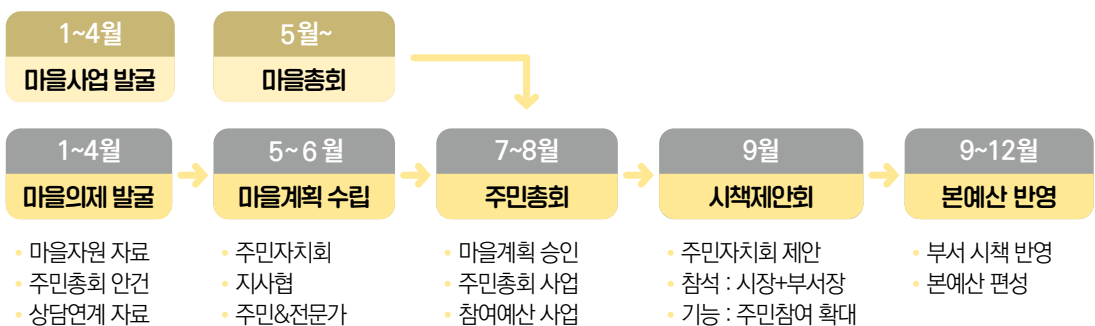 1~4월
마을사업 발굴
5월~
마을총회
1~4월
마을의제 발굴
• 마을자원 자료
• 주민총회 안건
• 상담연계 자료
5~6월
마을계획 수립
• 주민자치회
• 지사협
• 주민&전문가
7~8월
주민총회
• 마을계획 승인
• 주민총회 사업
• 참여예산 사업
9월
시책제안회
• 주민자치회 제안
• 참석 : 시장+부서장
• 기능 : 주민참여 확대
9~12월
본예산 반영
• 부서 시책 반영
• 본예산 편성